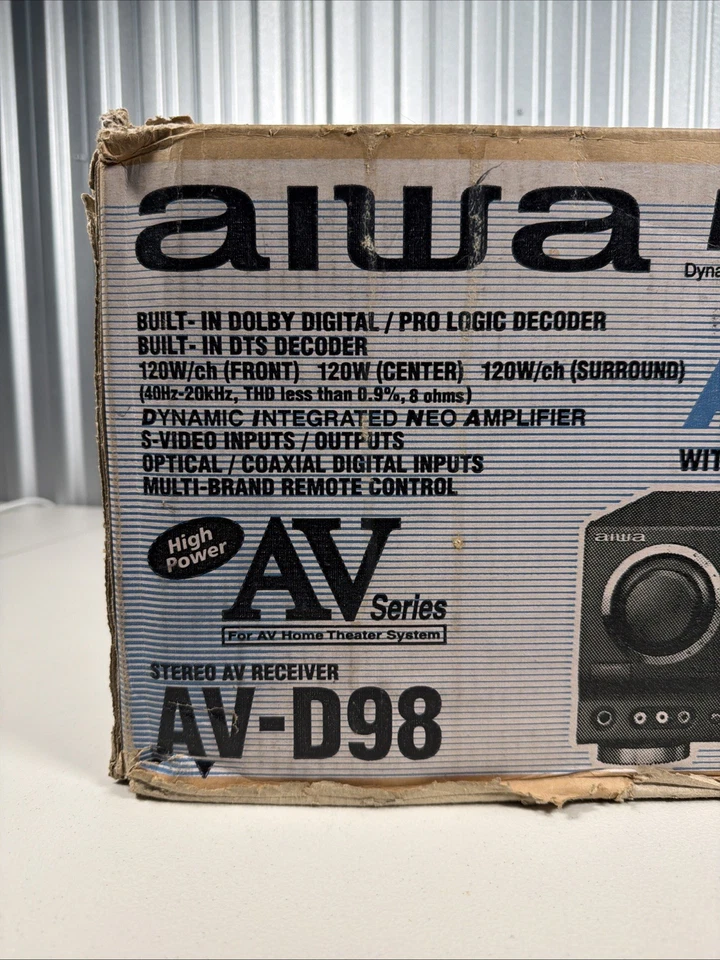 aiwa
Dyna
BUILT- IN DOLBY DIGITAL / PRO LOGIC DECODER
BUILT- IN DTS DECODER
120W/ch (FRONT) 120W (CENTER) 120W/ch (SURROUND)
(40Hz-20kHz, THD less than 0.9%, 8 ohms)
DYNAMIC INTEGRATED NEO AMPLIFIER
S-VIDEO INPUTS / OUTPUTS
OPTICAL / COAXIAL DIGITAL INPUTS
WIT
MULTI-BRAND REMOTE CONTROL
High Power
AV Series
aiwa
For AV Home Theater System
STEREO AV RECEIVER
AV-D98